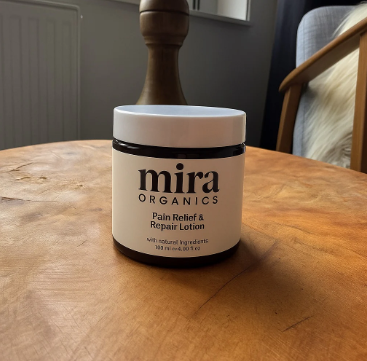 mira
ORGANICS
Pain Relief &
Repair Lotion
with natural ingredients